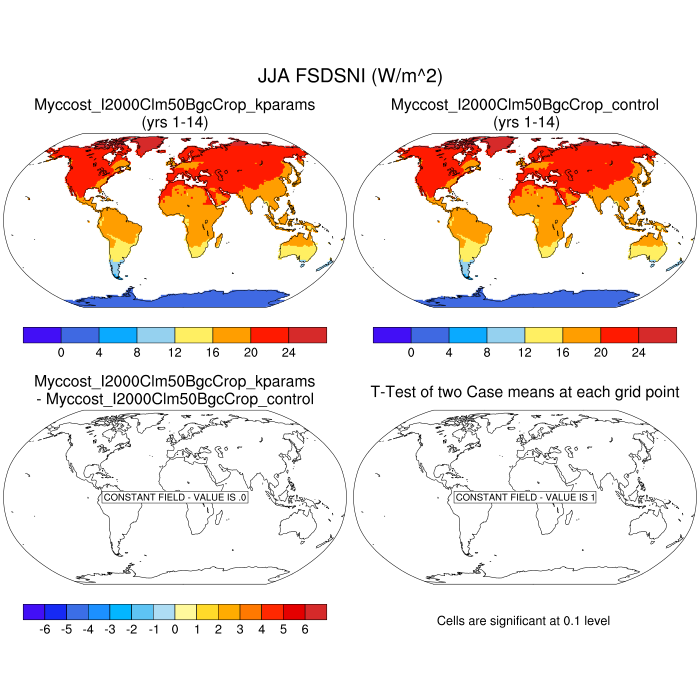 JJA FSDSNI (W/m^2)
Myccost_I2000Clm50BgcCrop_kparams
(yrs 1-14)
Myccost_I2000Clm50BgcCrop_control
(yrs 1-14)
0 4 8 12 16 20 24
0 4 8 12 16 20 24
Myccost_I2000Clm50BgcCrop_kparams
- Myccost_I2000Clm50BgcCrop_control
T-Test of two Case means at each grid point
CONSTANT FIELD - VALUE IS .0
CONSTANT FIELD - VALUE IS 1
-6 -5 -4 -3 -2 -1 0 1 2 3 4 5 6
Cells are significant at 0.1 level